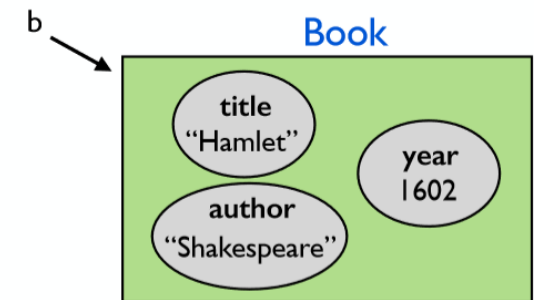 b
Book
title
“Hamlet”
year
1602
author
“Shakespeare”